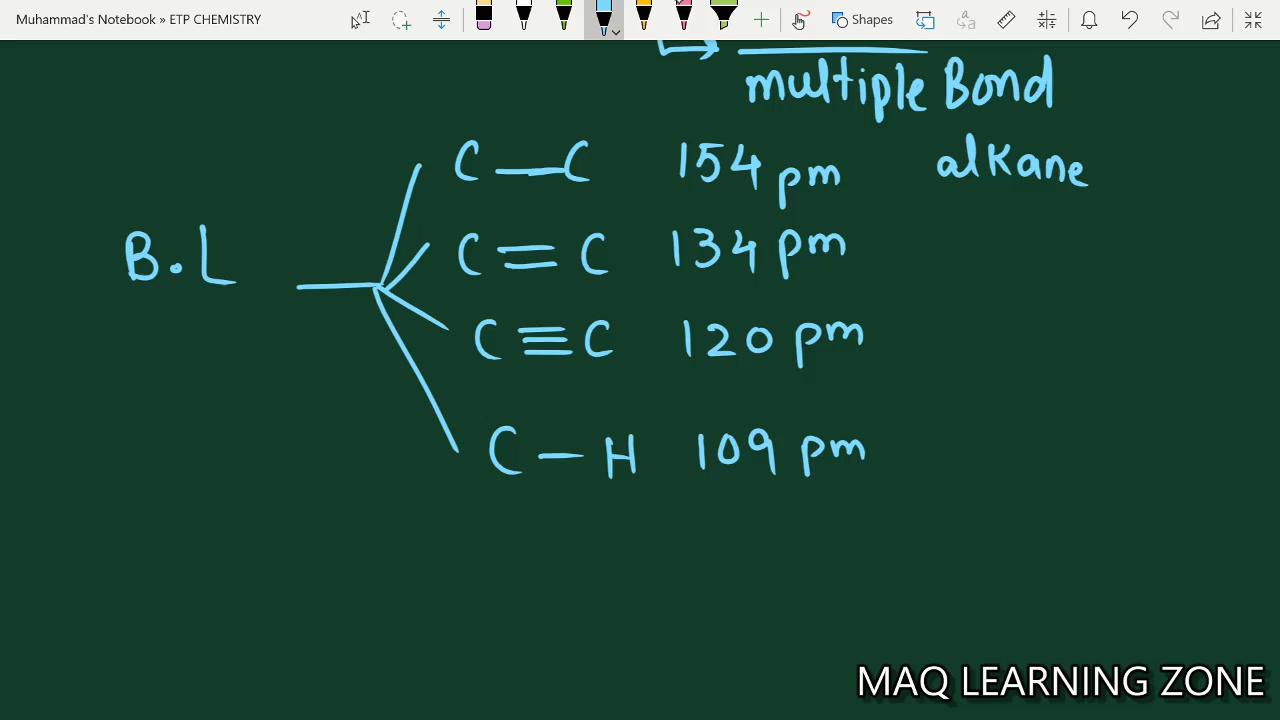 Muhammad's Notebook » ETP CHEMISTRY
Shapes
multiple Bond
C — C 154 pm alkane
B.L
C = C 134 pm
C ≡ C 120 pm
C — H 109 pm
MAQ LEARNING ZONE